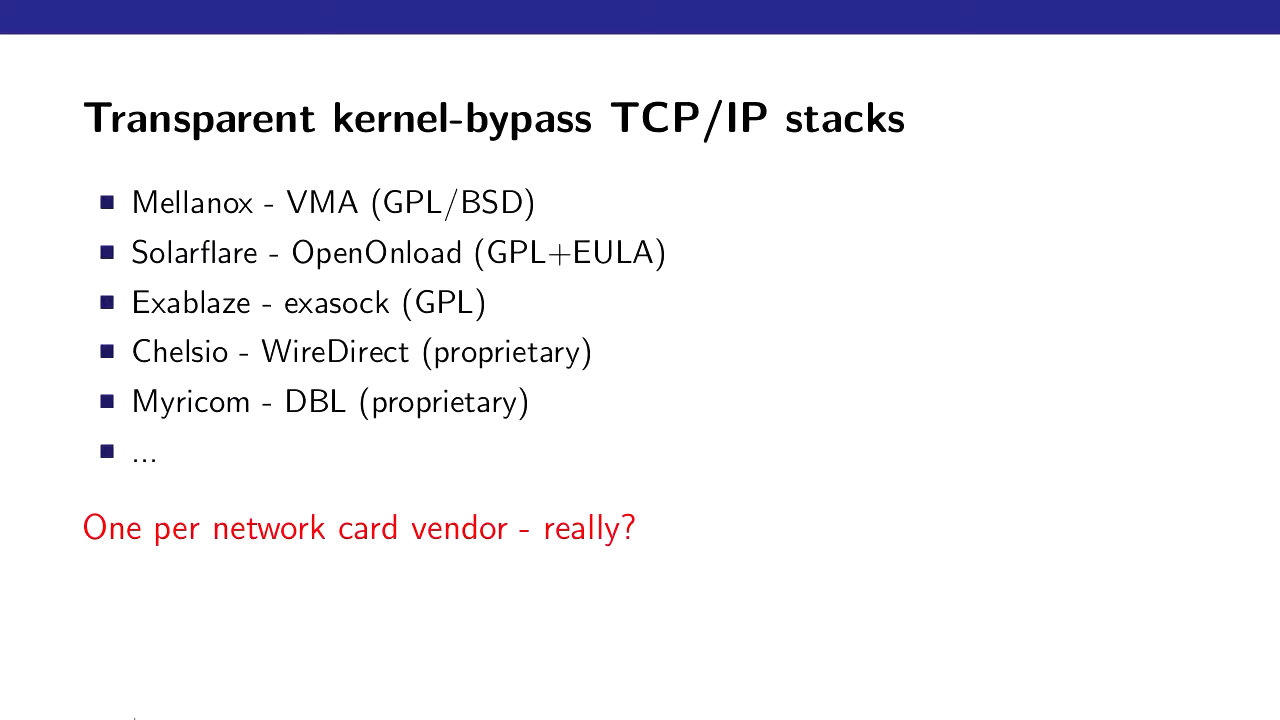 Transparent kernel-bypass TCP/IP stacks
Mellanox - VMA (GPL/BSD)
Solarflare - OpenOnload (GPL+EULA)
Exablaze - exasock (GPL)
Chelsio - WireDirect (proprietary)
Myricom - DBL (proprietary)
...
One per network card vendor - really?